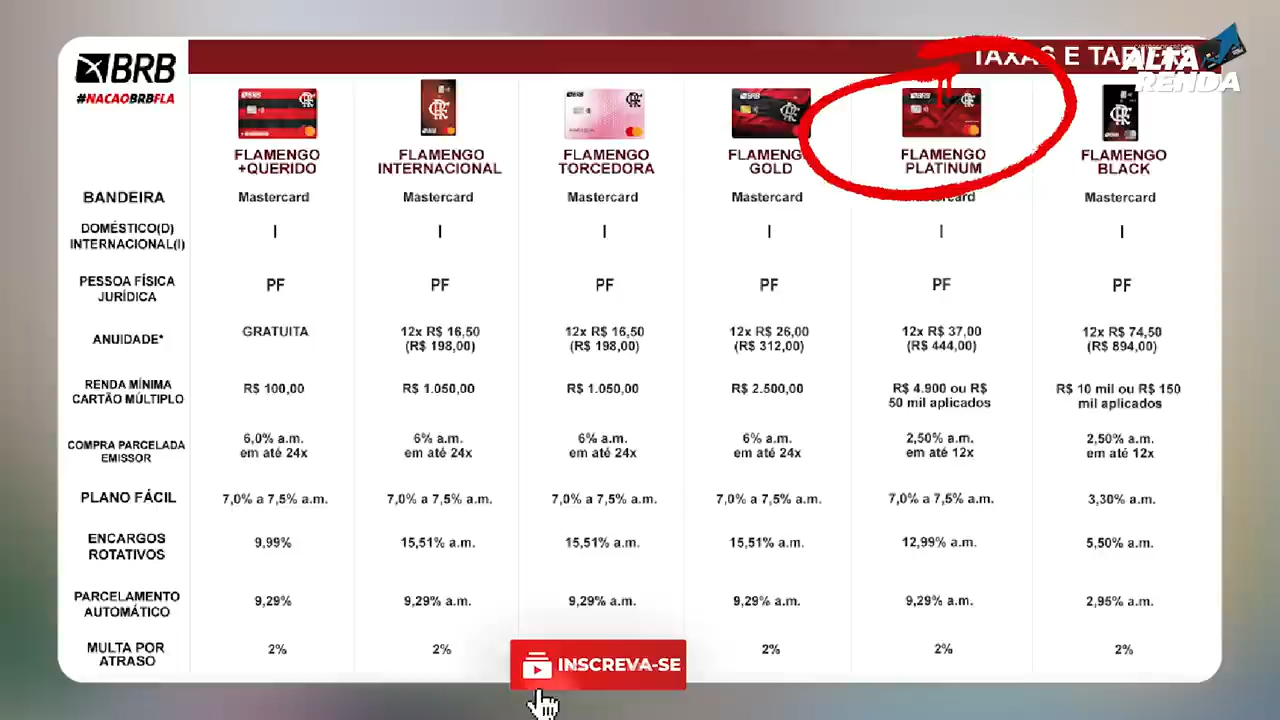 BRB
#NACAOBRBFLA
TAXAS E TARIFAS
ALTA
RENDA
FLAMENGO
+QUERIDO
FLAMENGO
INTERNACIONAL
FLAMENGO
TORCEDORA
FLAMENGO
GOLD
FLAMENGO
PLATINUM
FLAMENGO
BLACK
BANDEIRA Mastercard Mastercard Mastercard Mastercard Mastercard Mastercard
DOMÉSTICO(D)
INTERNACIONAL(I) I I I I I I
PESSOA FÍSICA
JURÍDICA PF PF PF PF PF PF
ANUIDADE* GRATUITA 12x R$ 16,50 12x R$ 16,50 12x R$ 26,00 12x R$ 37,00 12x R$ 74,50
(R$ 198,00) (R$ 198,00) (R$ 312,00) (R$ 444,00) (R$ 894,00)
RENDA MÍNIMA
CARTÃO MÚLTIPLO R$ 100,00 R$ 1.050,00 R$ 1.050,00 R$ 2.500,00 R$ 4.900 ou R$ R$ 10 mil ou R$ 150
50 mil aplicados mil aplicados
COMPRA PARCELADA 6,0% a.m. 6% a.m. 6% a.m. 6% a.m. 2,50% a.m. 2,50% a.m.
EMISSOR em até 24x em até 24x em até 24x em até 24x em até 12x em até 12x
PLANO FÁCIL 7,0% a 7,5% a.m. 7,0% a 7,5% a.m. 7,0% a 7,5% a.m. 7,0% a 7,5% a.m. 7,0% a 7,5% a.m. 3,30% a.m.
ENCARGOS
ROTATIVOS 9,99% 15,51% a.m. 15,51% a.m. 15,51% a.m. 12,99% a.m. 5,50% a.m.
PARCELAMENTO
AUTOMÁTICO 9,29% 9,29% a.m. 9,29% a.m. 9,29% a.m. 9,29% a.m. 2,95% a.m.
MULTA POR
ATRASO 2% 2% 2% 2% 2%
INSCREVA-SE